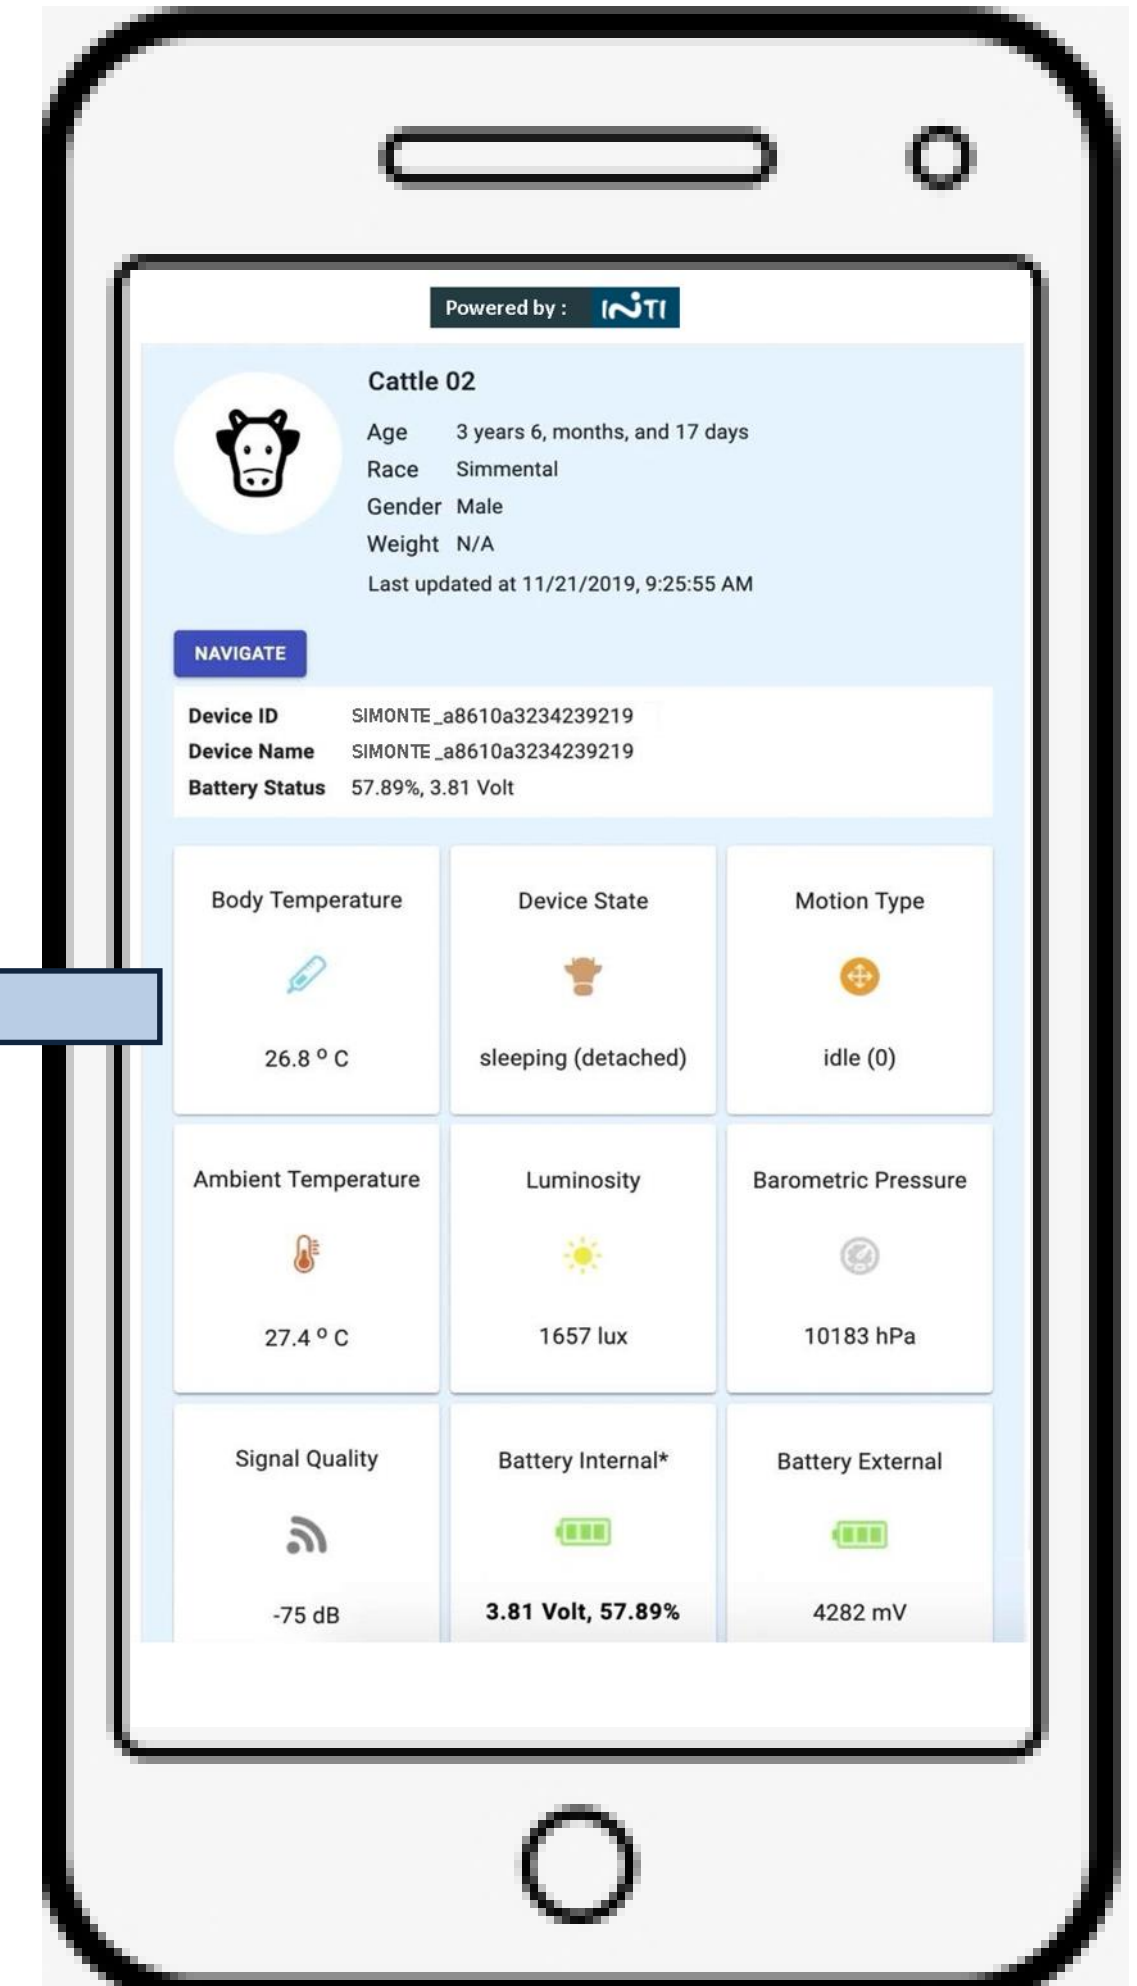 Powered by : INITI
Cattle 02
Age 3 years 6, months, and 17 days
Race Simmental
Gender Male
Weight N/A
Last updated at 11/21/2019, 9:25:55 AM
NAVIGATE
Device ID SIMONTE_a8610a3234239219
Device Name SIMONTE_a8610a3234239219
Battery Status 57.89%, 3.81 Volt
Body Temperature Device State Motion Type
26.8 º C sleeping (detached) idle (0)
Ambient Temperature Luminosity Barometric Pressure
27.4 º C 1657 lux 10183 hPa
Signal Quality Battery Internal* Battery External
-75 dB 3.81 Volt, 57.89% 4282 mV